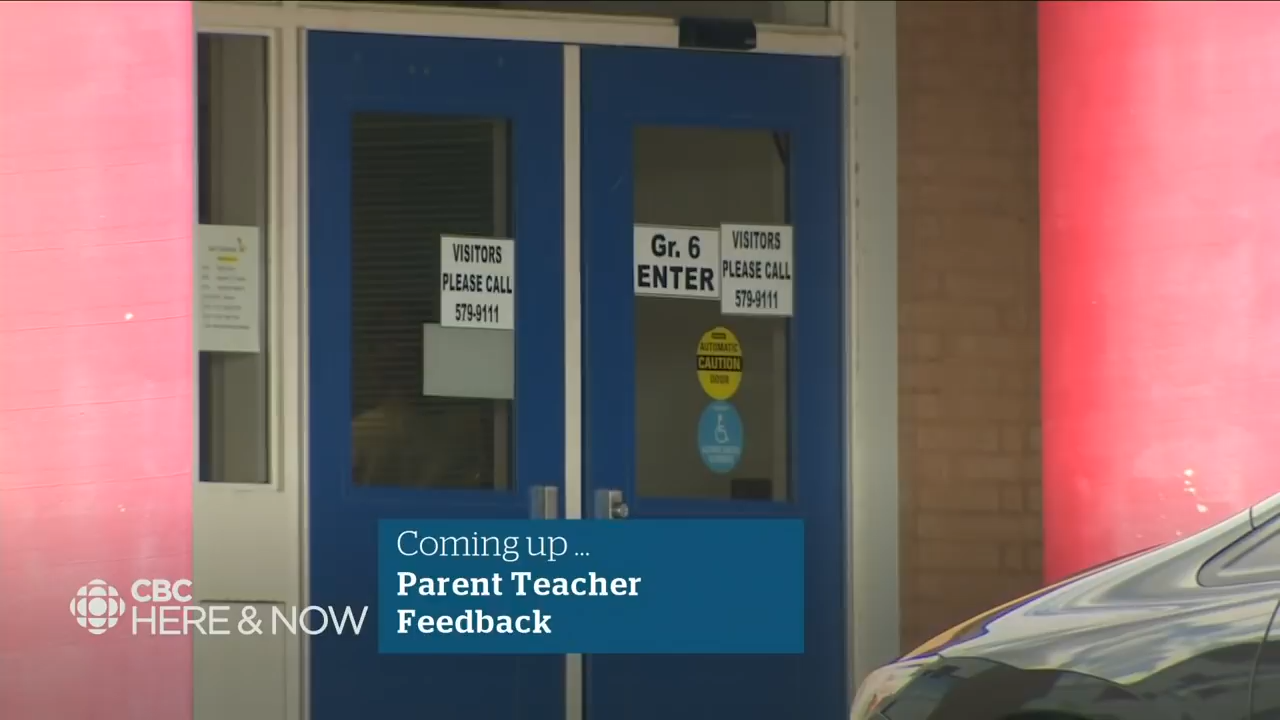 VISITORS
PLEASE CALL
579-9111
Gr. 6
ENTER
VISITORS
PLEASE CALL
579-9111
AUTOMATIC
CAUTION
DOOR
Coming up ...
Parent Teacher
Feedback
CBC
HERE & NOW